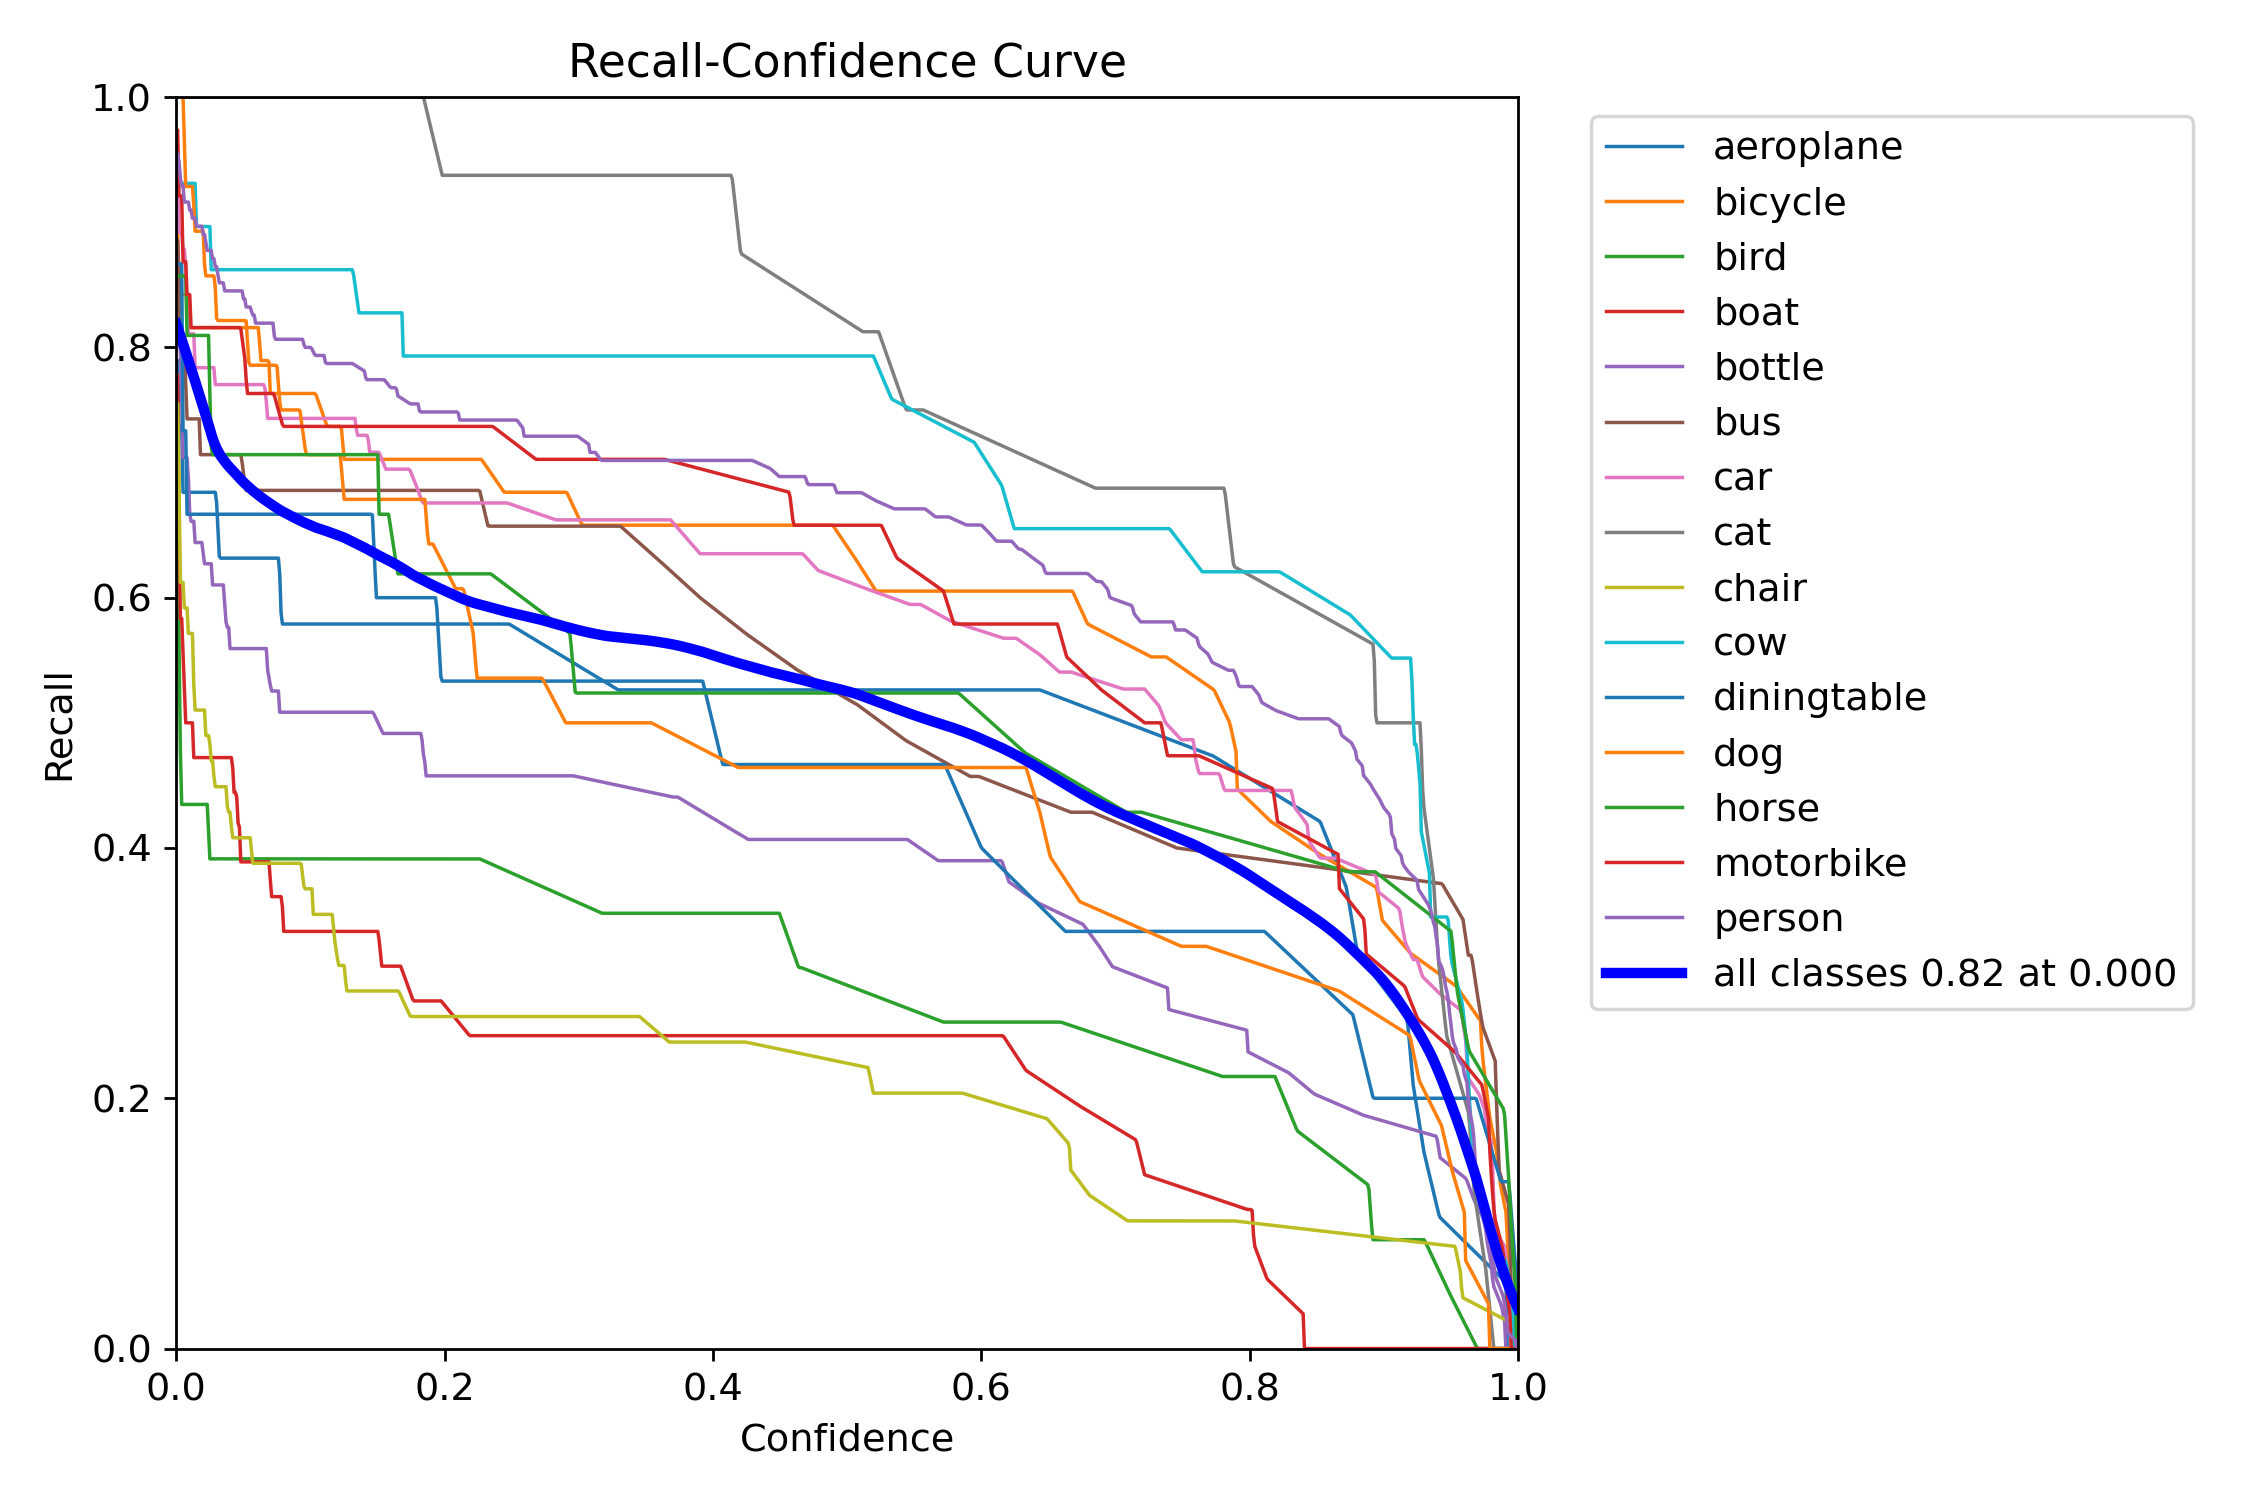 Recall-Confidence Curve
1.0
0.8
0.6
0.4
0.2
0.0
Recall
0.0 0.2 0.4 0.6 0.8 1.0
Confidence
aeroplane
bicycle
bird
boat
bottle
bus
car
cat
chair
cow
diningtable
dog
horse
motorbike
person
all classes 0.82 at 0.000